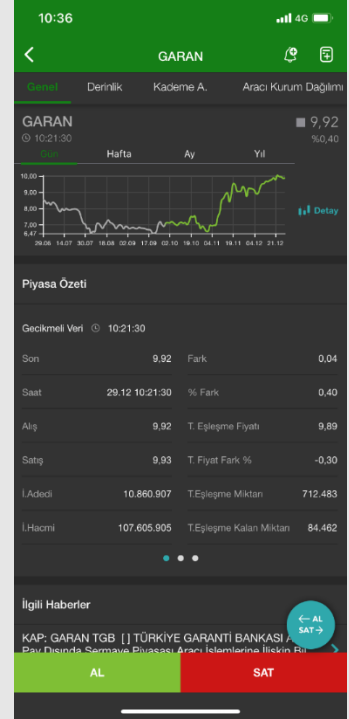 10:36 4G
GARAN
Genel Derinlik Kademe A. Aracı Kurum Dağılımı
GARAN 9,92
10:21:30 %0,40
Gün Hafta Ay Yıl
10,00
9,00
8,00
7,00
6,47
29.06 14.07 30.07 18.08 02.09 17.09 02.10 19.10 04.11 19.11 04.12 21.12
Detay
Piyasa Özeti
Gecikmeli Veri 10:21:30
Son 9,92 Fark 0,04
Saat 29.12 10:21:30 % Fark 0,40
Alış 9,92 T. Eşleşme Fiyatı 9,89
Satış 9,93 T. Fiyat Fark % -0,30
İ.Adedi 10.860.907 T.Eşleşme Miktarı 712.483
İ.Hacmi 107.605.905 T.Eşleşme Kalan Miktarı 84.462
İlgili Haberler
← AL
SAT →
KAP: GARAN TGB [ ] TÜRKİYE GARANTİ BANKASI
Pay Dışında Sermaye Piyasası Aracı İşlemlerine İlişkin Bil
AL SAT